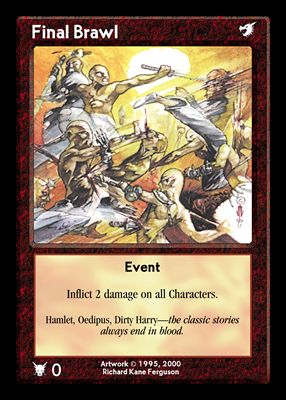 Final Brawl
Event
Inflict 2 damage on all Characters.
Hamlet, Oedipus, Dirty Harry—the classic stories
always end in blood.
0
Artwork © 1995, 2000
Richard Kane Ferguson